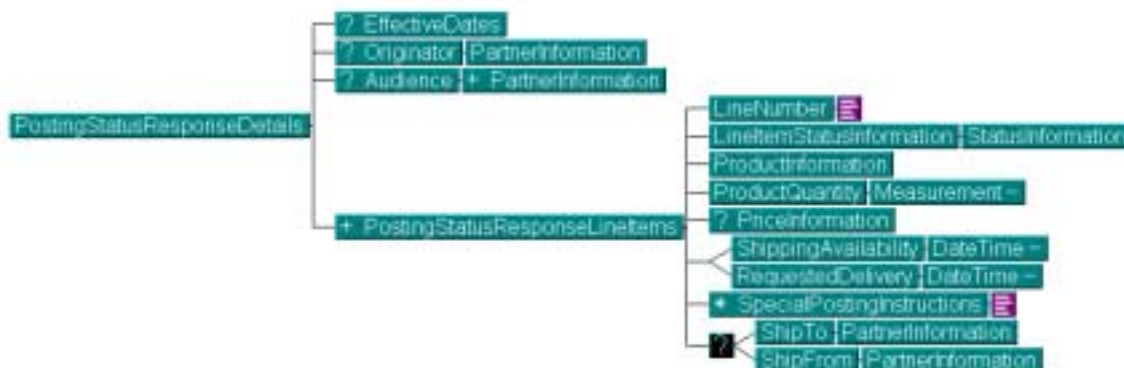 ? EffectiveDates
? Originator PartnerInformation
? Audience + PartnerInformation
PostingStatusResponseDetails
LineNumber
LineItemStatusInformation StatusInformation
ProductInformation
ProductQuantity Measurement ~
+ PostingStatusResponseLineItems
? PriceInformation
ShippingAvailability DateTime ~
RequestedDelivery DateTime ~
* SpecialPostingInstructions
?
ShipTo PartnerInformation
ShipFrom PartnerInformation